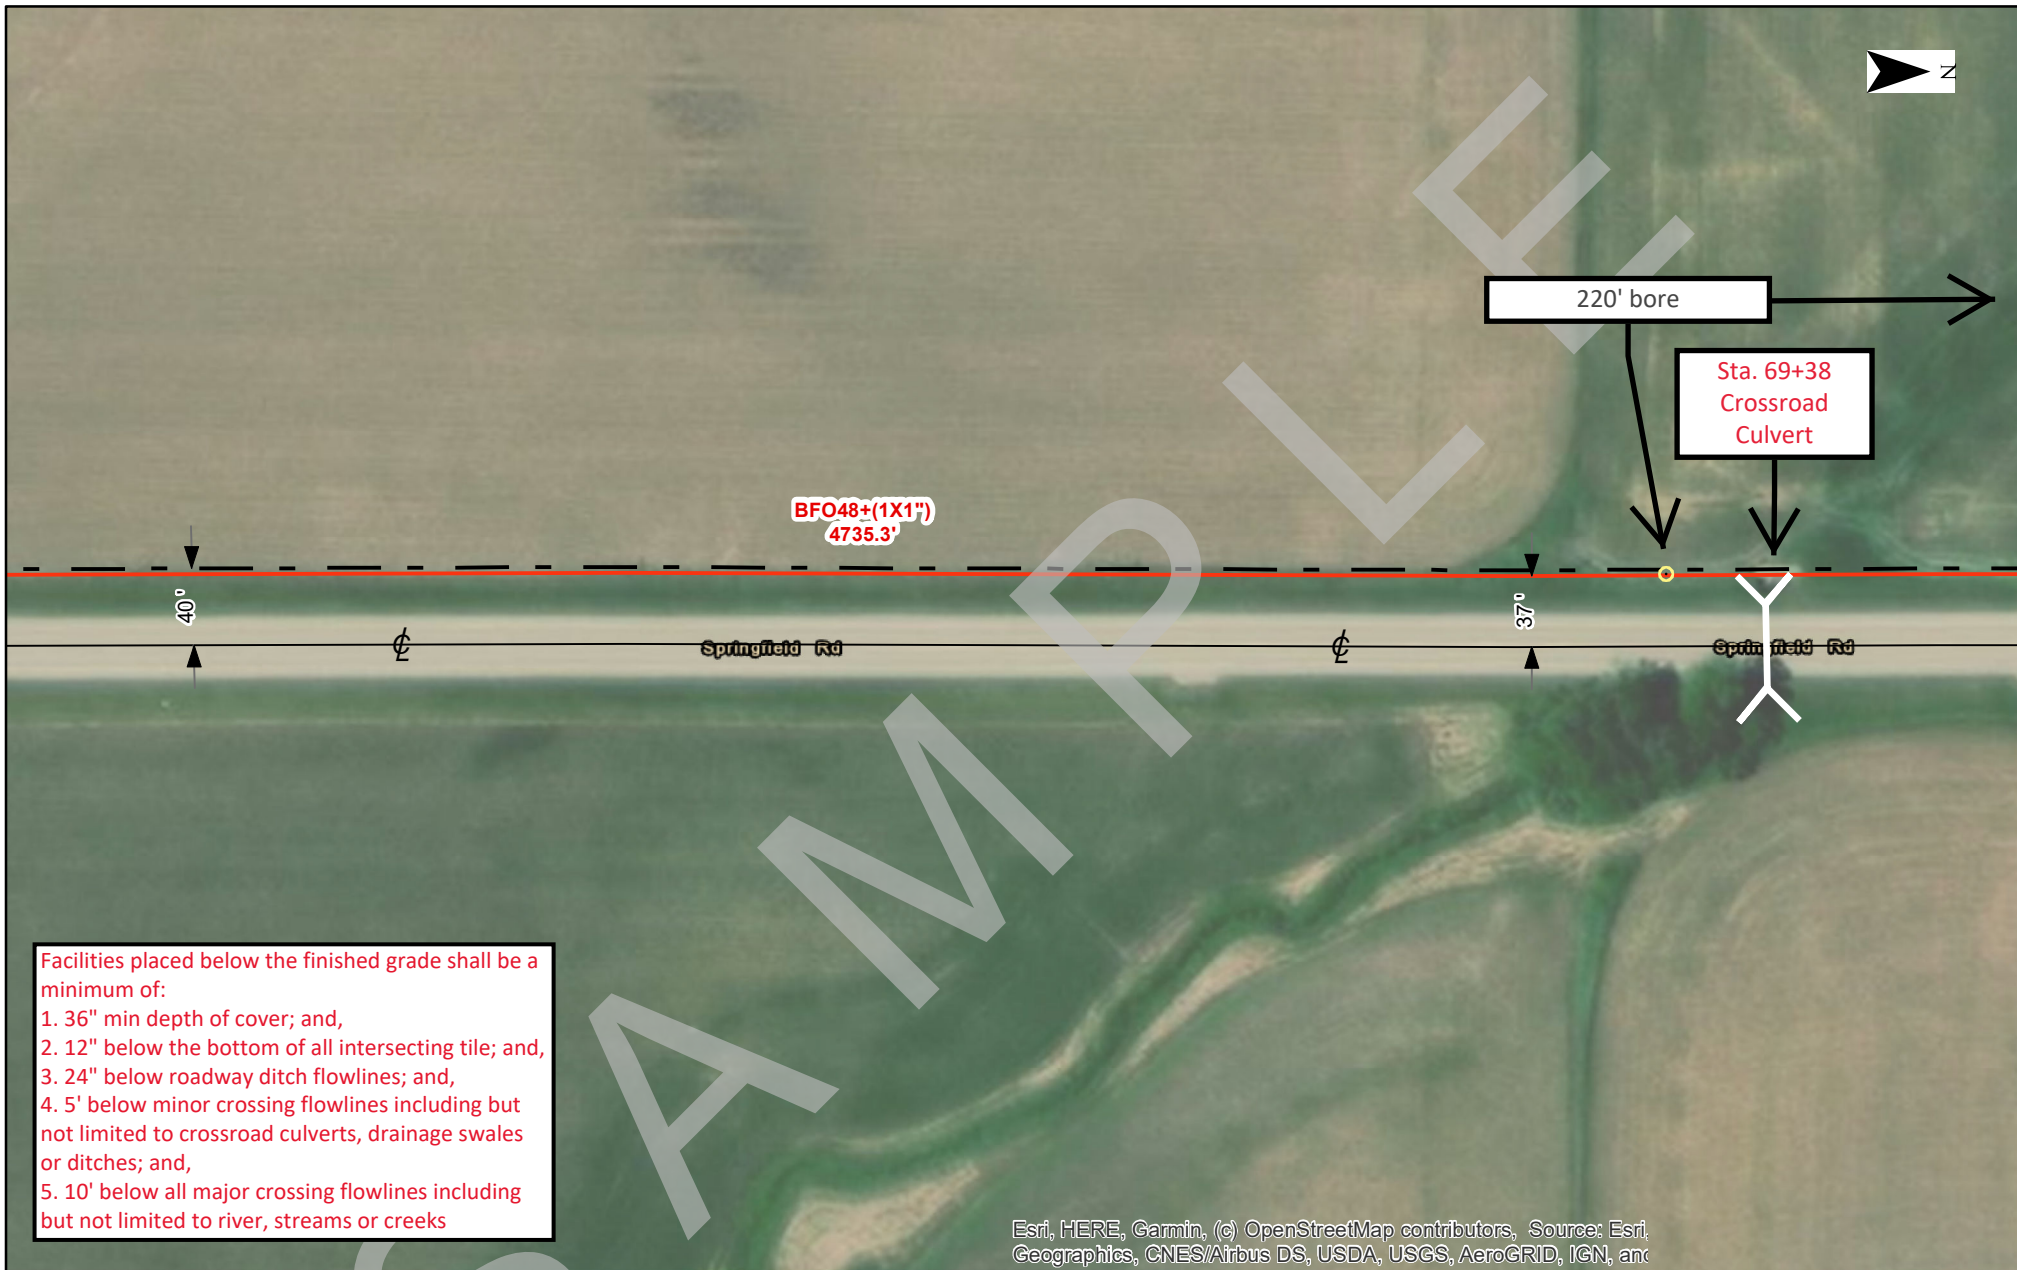 N
220' bore
Sta. 69+38
Crossroad
Culvert
BFO48+(1X1")
4735.3'
40 '
37 '
℄
Springfield Rd
℄
Springfield Rd
SAMPLE
Facilities placed below the finished grade shall be a
minimum of:
1. 36" min depth of cover; and,
2. 12" below the bottom of all intersecting tile; and,
3. 24" below roadway ditch flowlines; and,
4. 5' below minor crossing flowlines including but
not limited to crossroad culverts, drainage swales
or ditches; and,
5. 10' below all major crossing flowlines including
but not limited to river, streams or creeks
Esri, HERE, Garmin, (c) OpenStreetMap contributors, Source: Esri,
Geographics, CNES/Airbus DS, USDA, USGS, AeroGRID, IGN, and